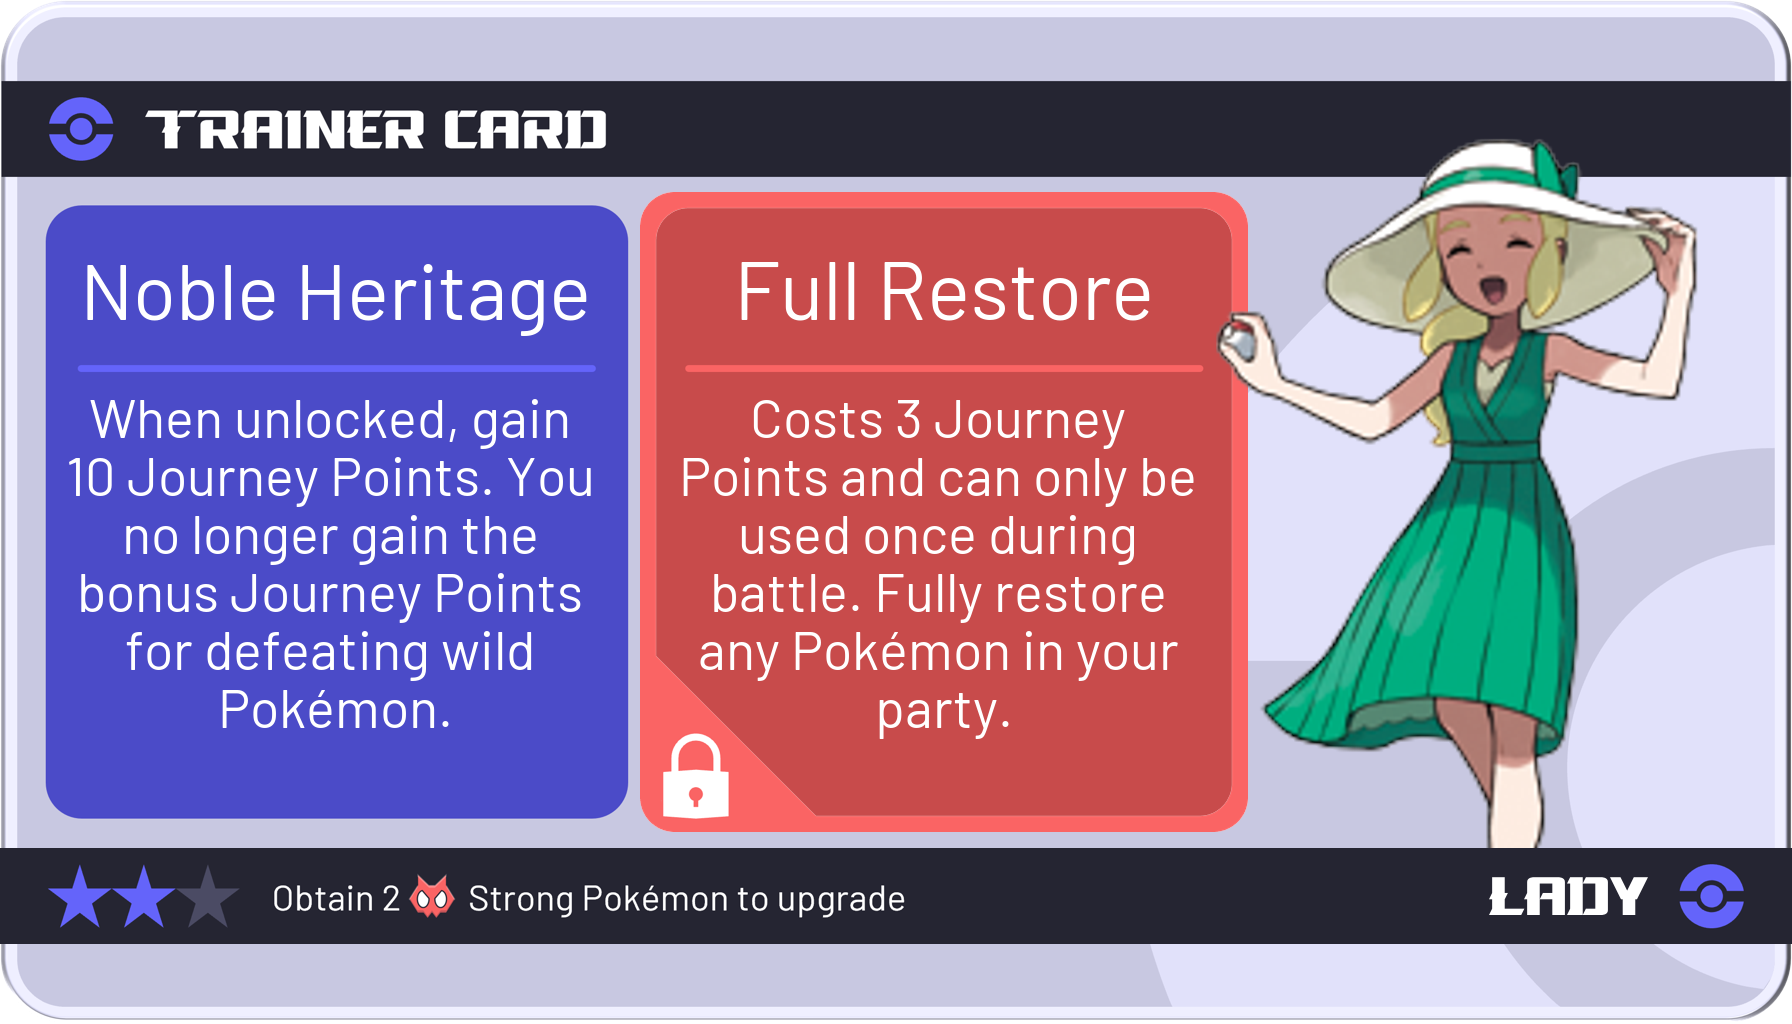 TRAINER CARD
Noble Heritage
When unlocked, gain
10 Journey Points. You
no longer gain the
bonus Journey Points
for defeating wild
Pokémon.
Full Restore
Costs 3 Journey
Points and can only be
used once during
battle. Fully restore
any Pokémon in your
party.
Obtain 2 Strong Pokémon to upgrade
LADY